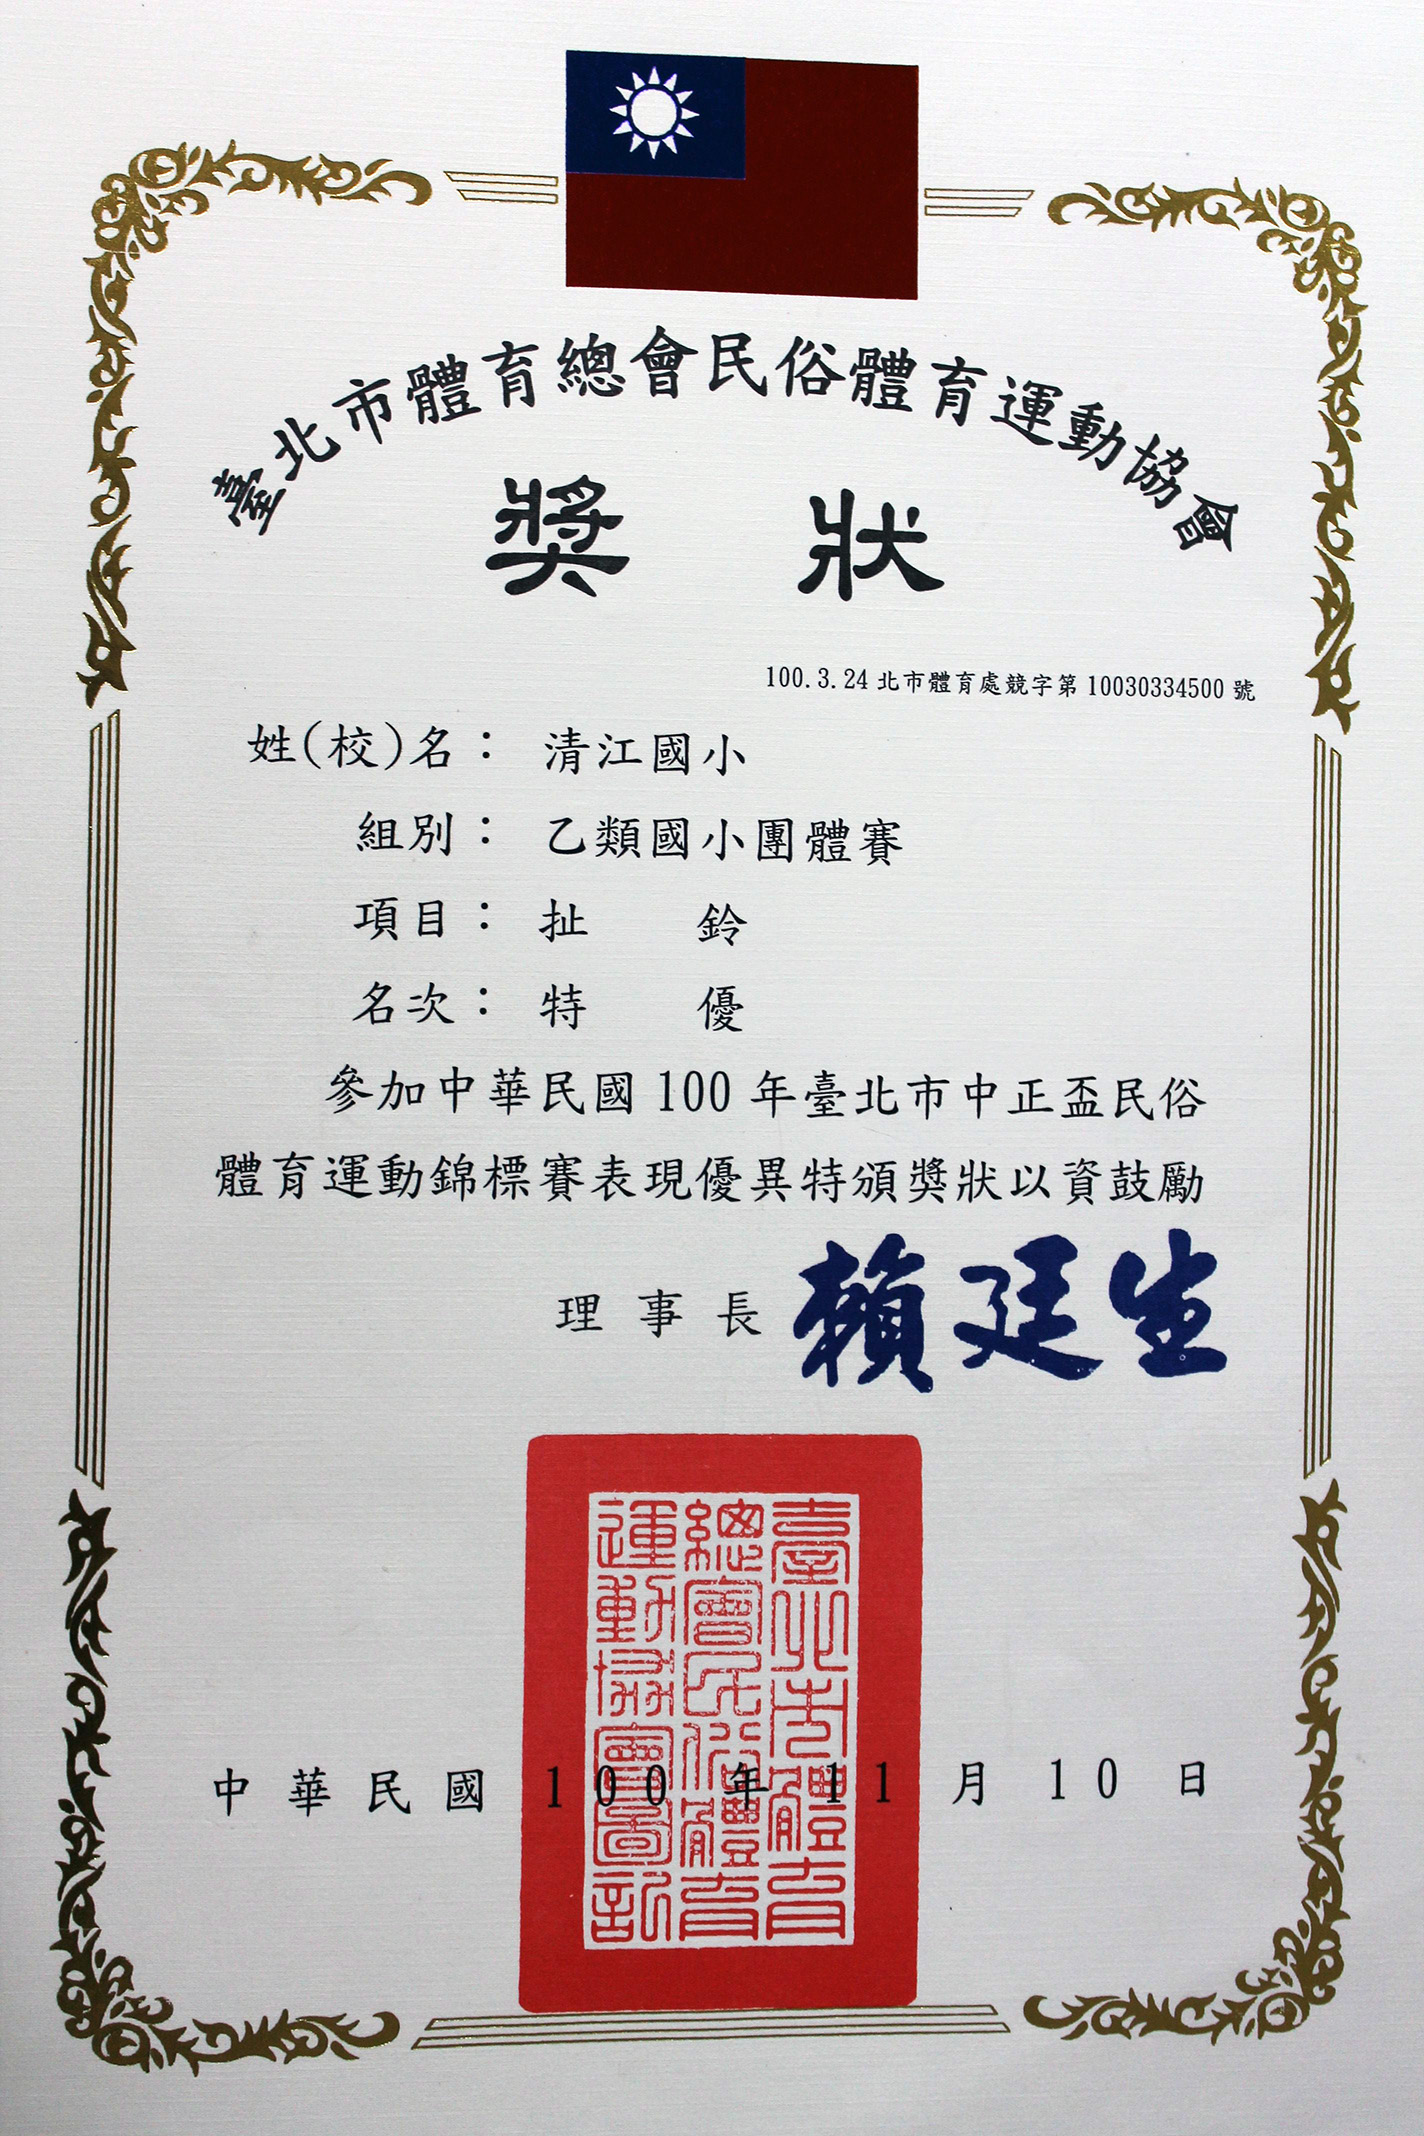 臺北市體育總會民俗體育運動協會
獎狀
100.3.24北市體育處競字第10030334500號
姓(校)名：清江國小
組別：乙類國小團體賽
項目：扯鈴
名次：特優
參加中華民國100年臺北市中正盃民俗
體育運動錦標賽表現優異特頒獎狀以資鼓勵
理事長 賴廷生
臺北市體育
總會民俗體育
運動協會圖記
中華民國100年11月10日